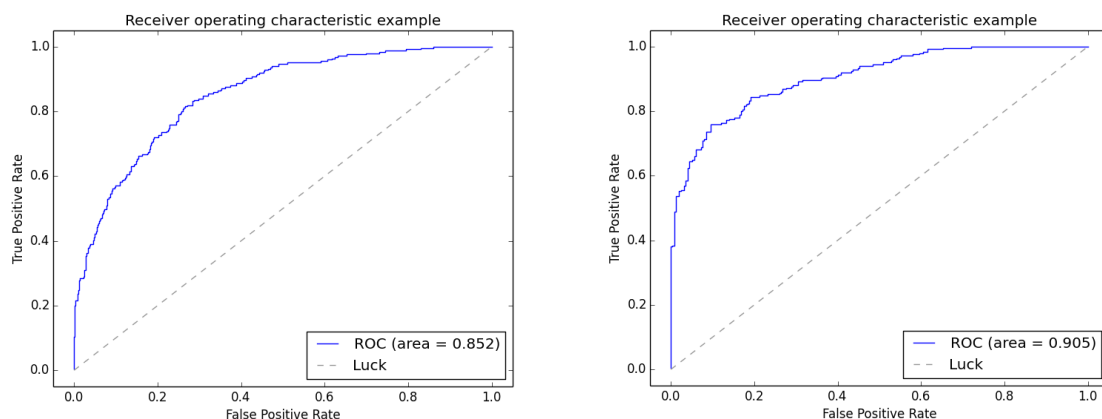 Receiver operating characteristic example
True Positive Rate
1.0
0.8
0.6
0.4
0.2
0.0
ROC (area = 0.852)
Luck
0.0 0.2 0.4 0.6 0.8 1.0
False Positive Rate
Receiver operating characteristic example
True Positive Rate
1.0
0.8
0.6
0.4
0.2
0.0
ROC (area = 0.905)
Luck
0.0 0.2 0.4 0.6 0.8 1.0
False Positive Rate